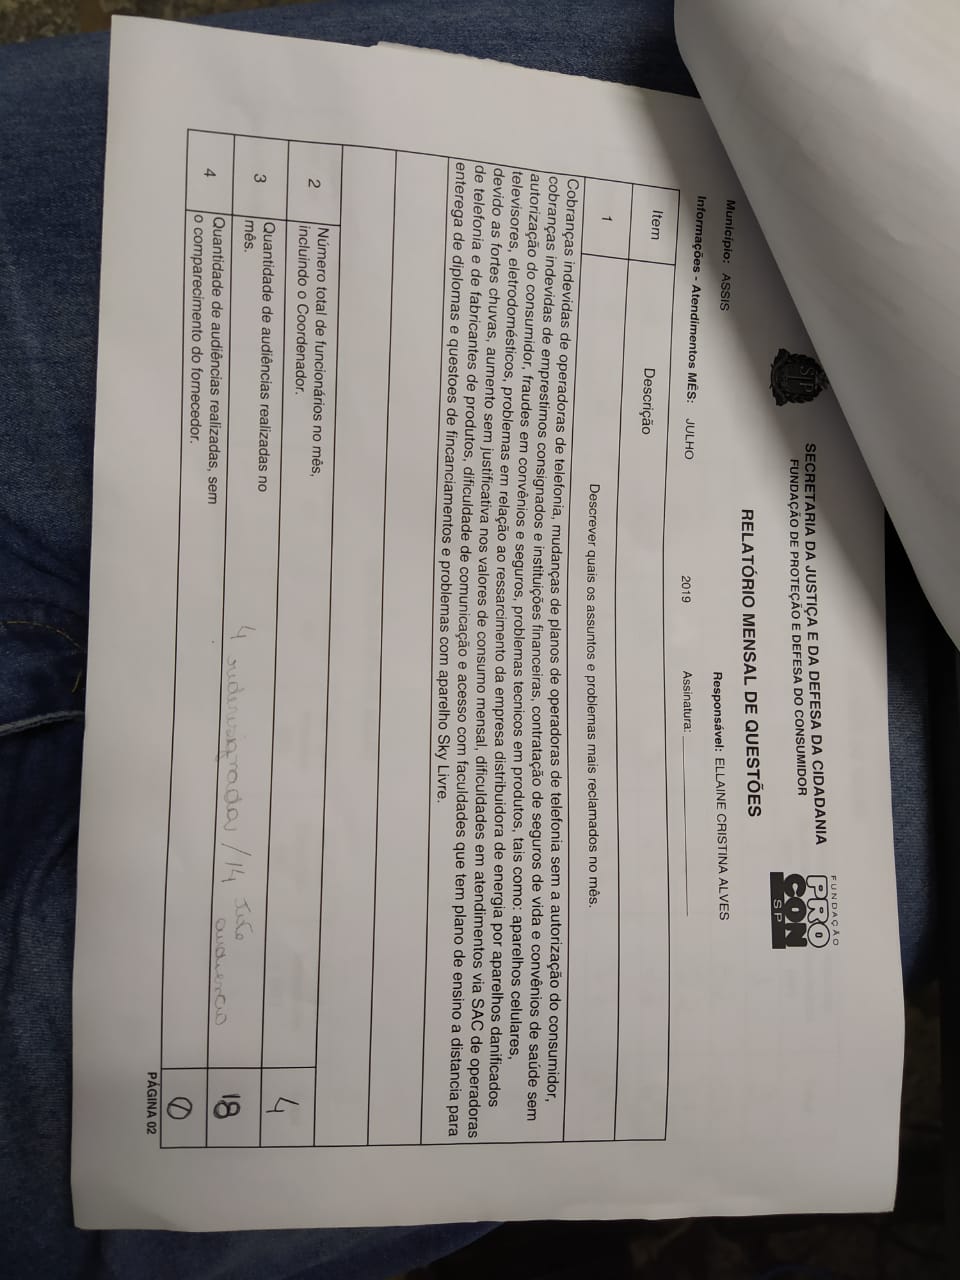 SECRETARIA DA JUSTIÇA E DA DEFESA DA CIDADANIA
FUNDAÇÃO DE PROTEÇÃO E DEFESA DO CONSUMIDOR
FUNDAÇÃO
PRO
CON
SP
RELATÓRIO MENSAL DE QUESTÕES
Município: ASSIS
Responsável: ELLAINE CRISTINA ALVES
Informações - Atendimentos MÊS: JULHO 2019
Assinatura:
Item Descrição
1 Descrever quais os assuntos e problemas mais reclamados no mês.
Cobranças indevidas de operadoras de telefonia, mudanças de planos de operadoras de telefonia sem a autorização do consumidor,
cobranças indevidas de emprestimos consignados e instituições financeiras, contratação de seguros de vida e convênios de saúde sem
autorização do consumidor, fraudes em convênios e seguros, problemas tecnicos em produtos, tais como: aparelhos celulares,
televisores, eletrodomésticos, problemas em relação ao ressarcimento da empresa distribuidora de energia por aparelhos danificados
devido as fortes chuvas, aumento sem justificativa nos valores de consumo mensal, dificuldades em atendimentos via SAC de operadoras
de telefonia e de fabricantes de produtos, dificuldade de comunicação e acesso com faculdades que tem plano de ensino a distancia para
enterega de diplomas e questoes de fincanciamentos e problemas com aparelho Sky Livre.
2 Número total de funcionários no mês,
incluindo o Coordenador.
4
3 Quantidade de audiências realizadas no
mês.
4 / 14
18
4 Quantidade de audiências realizadas, sem
o comparecimento do fornecedor.
0
PÁGINA 02